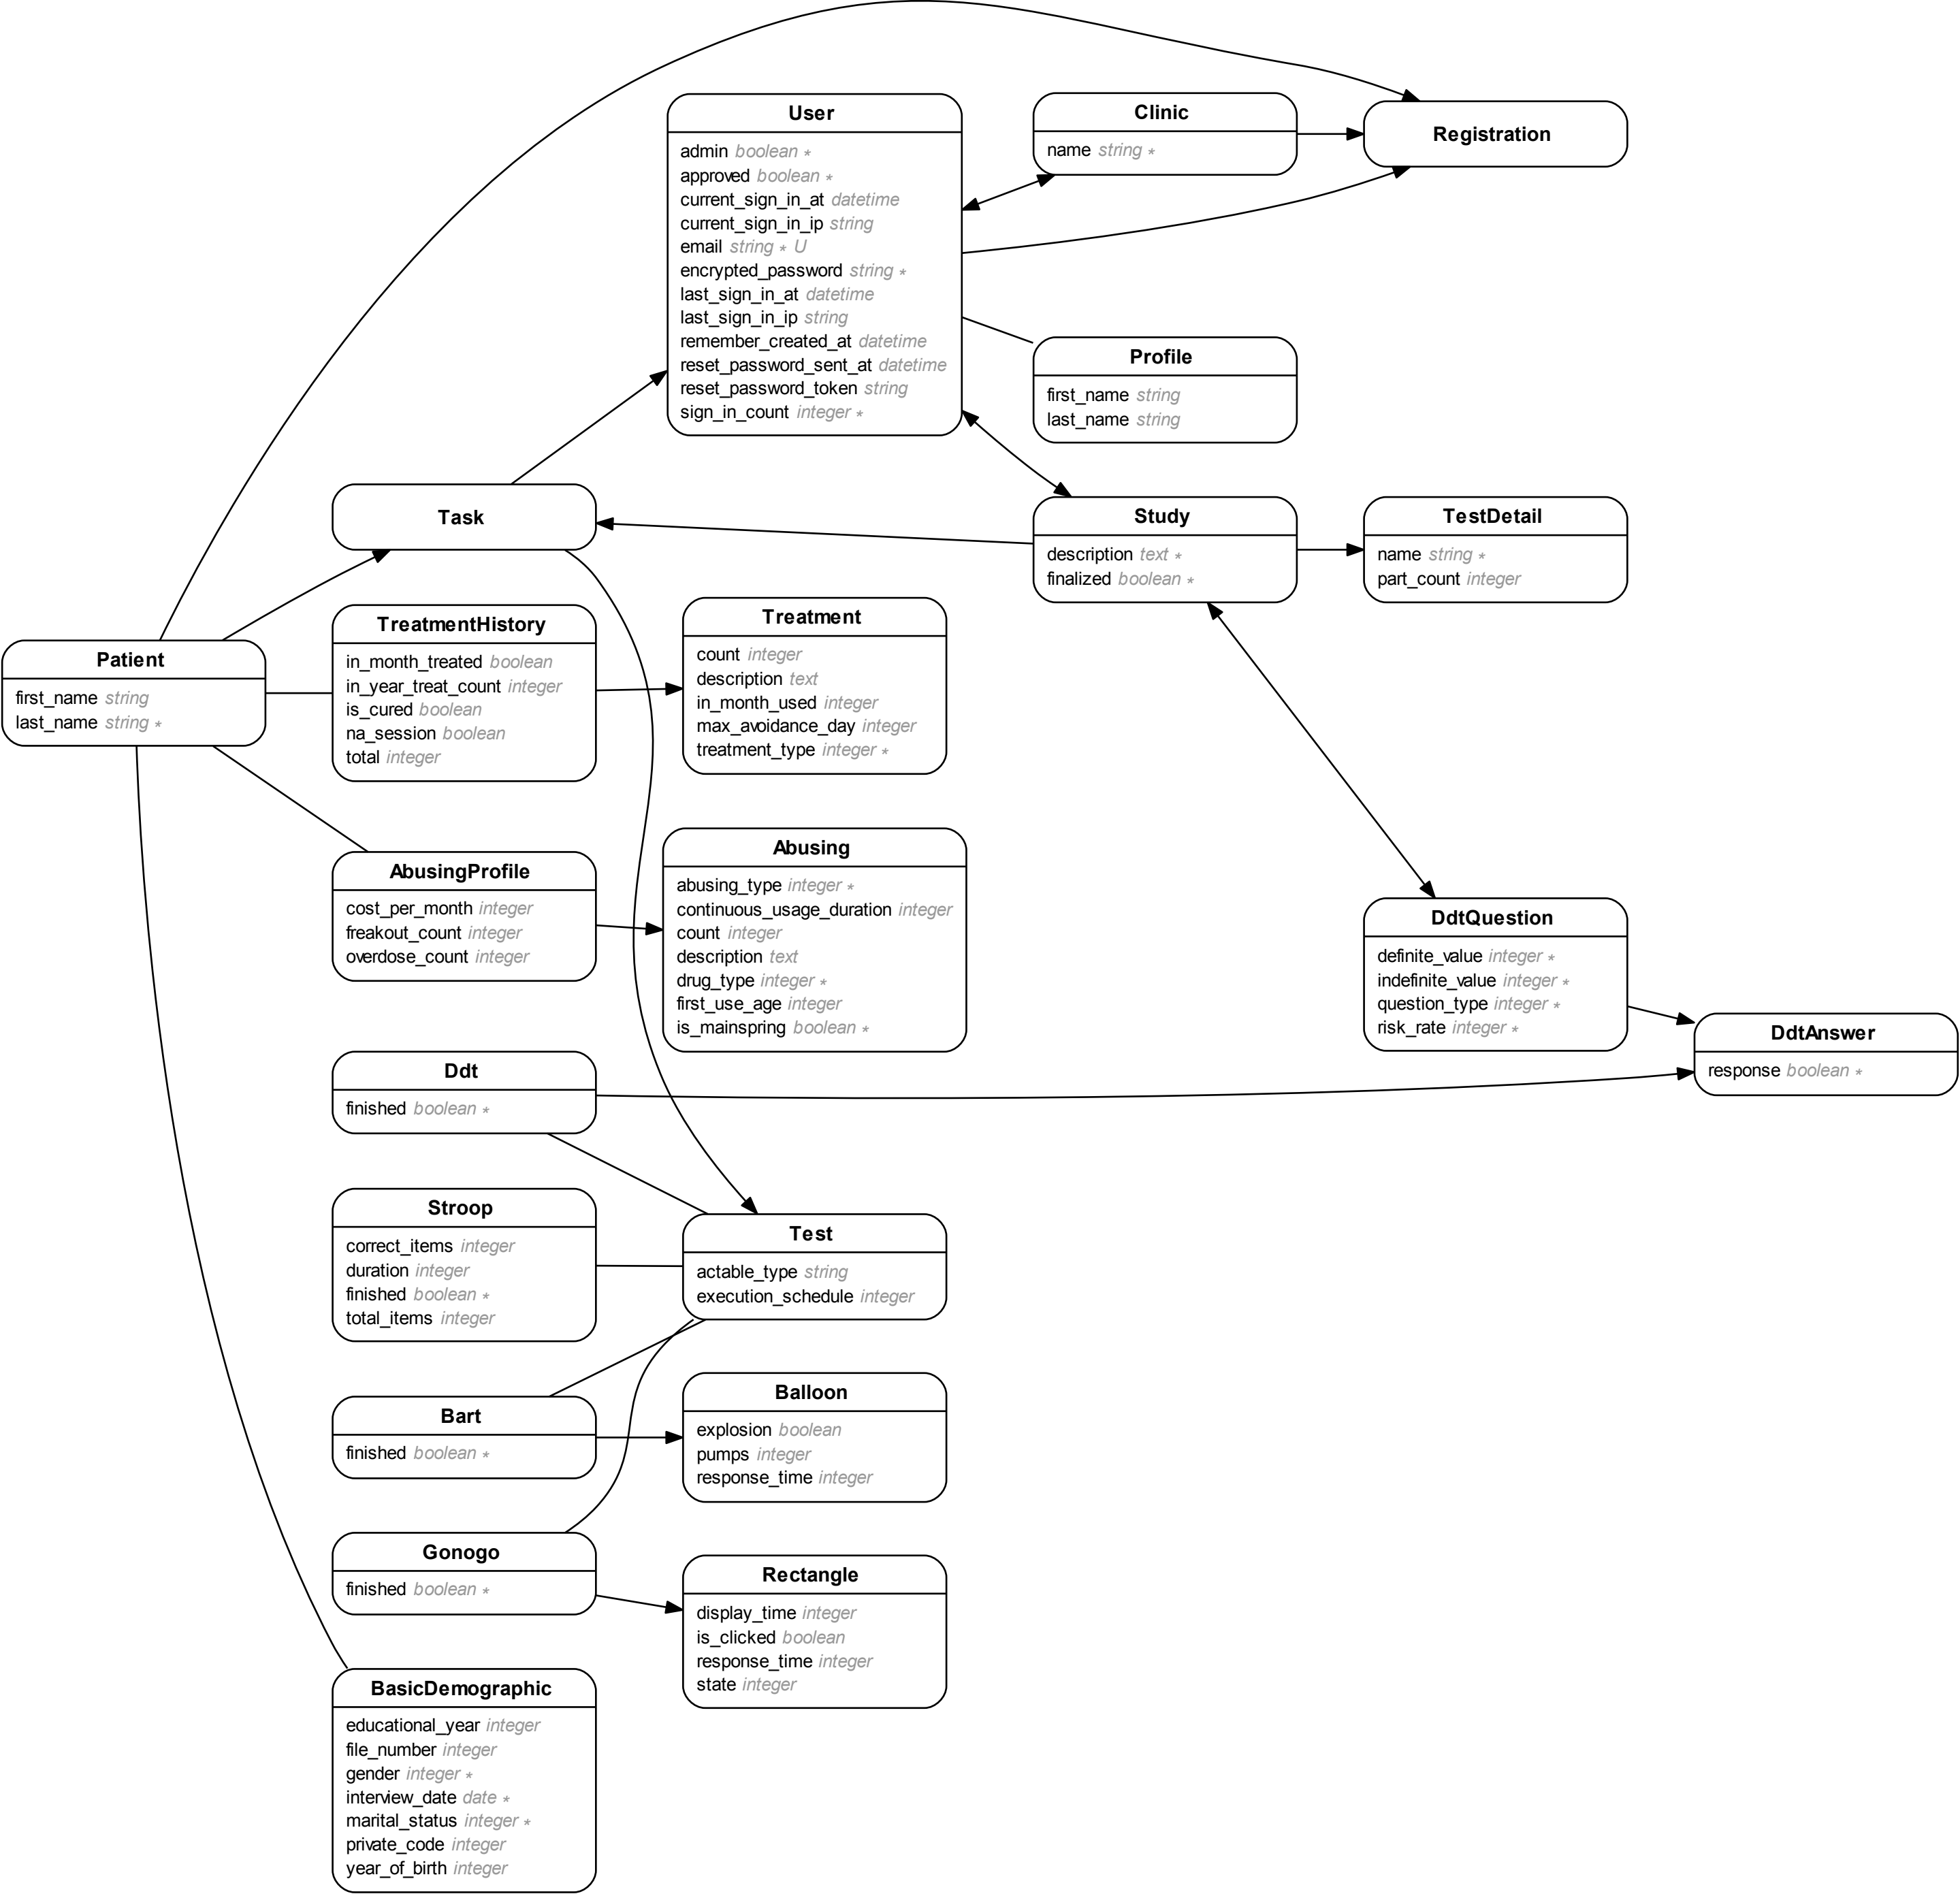 User
admin boolean *
approved boolean *
current_sign_in_at datetime
current_sign_in_ip string
email string * U
encrypted_password string *
last_sign_in_at datetime
last_sign_in_ip string
remember_created_at datetime
reset_password_sent_at datetime
reset_password_token string
sign_in_count integer *
Clinic
name string *
Registration
Profile
first_name string
last_name string
Task
Study
description text *
finalized boolean *
TestDetail
name string *
part_count integer
Patient
first_name string
last_name string *
TreatmentHistory
in_month_treated boolean
in_year_treat_count integer
is_cured boolean
na_session boolean
total integer
Treatment
count integer
description text
in_month_used integer
max_avoidance_day integer
treatment_type integer *
AbusingProfile
cost_per_month integer
freakout_count integer
overdose_count integer
Abusing
abusing_type integer *
continuous_usage_duration integer
count integer
description text
drug_type integer *
first_use_age integer
is_mainspring boolean *
DdtQuestion
definite_value integer *
indefinite_value integer *
question_type integer *
risk_rate integer *
DdtAnswer
response boolean *
Ddt
finished boolean *
Stroop
correct_items integer
duration integer
finished boolean *
total_items integer
Test
actable_type string
execution_schedule integer
Bart
finished boolean *
Balloon
explosion boolean
pumps integer
response_time integer
Gonogo
finished boolean *
Rectangle
display_time integer
is_clicked boolean
response_time integer
state integer
BasicDemographic
educational_year integer
file_number integer
gender integer *
interview_date date *
marital_status integer *
private_code integer
year_of_birth integer